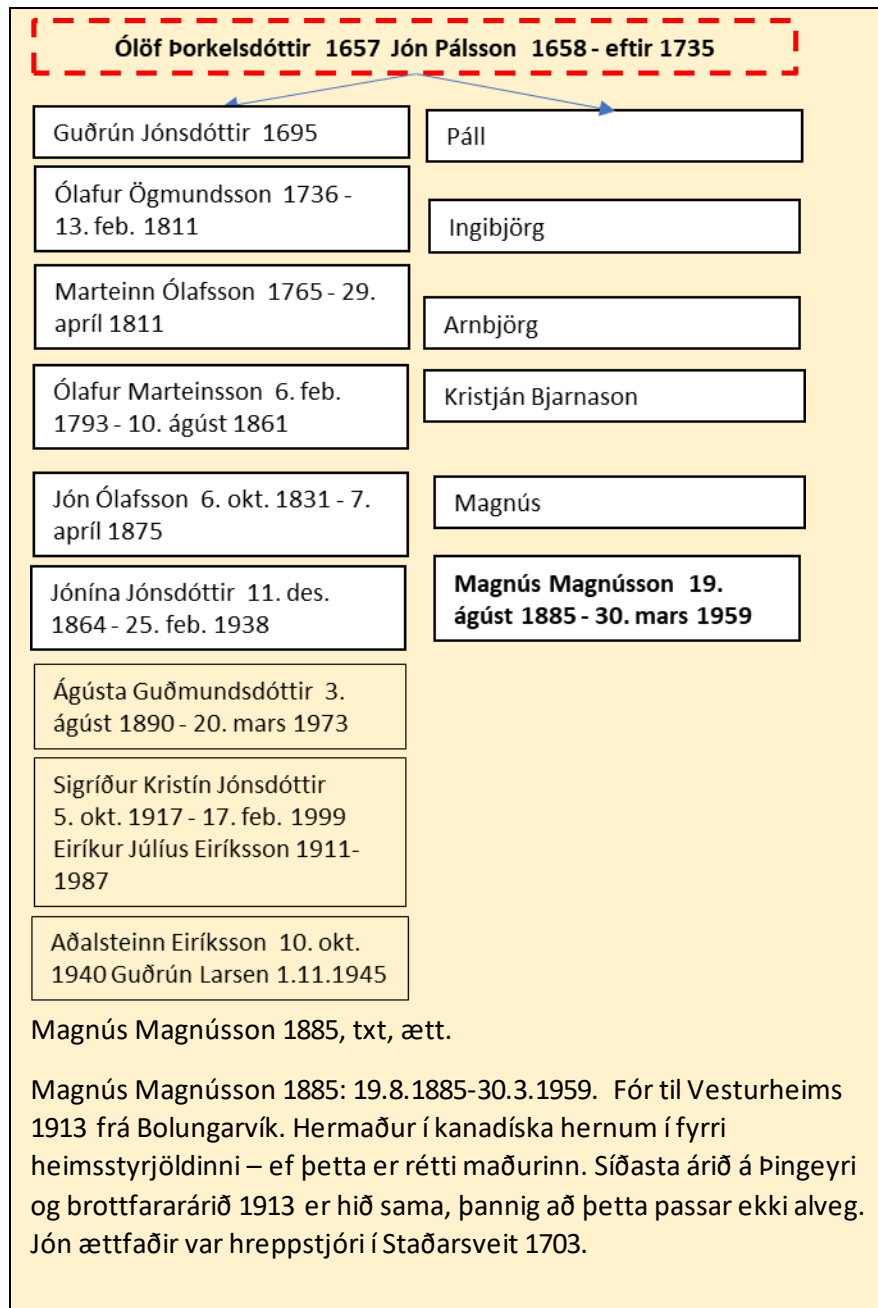 Ólöf Þorkelsdóttir 1657 Jón Pálsson 1658 - eftir 1735
Guðrún Jónsdóttir 1695
Ólafur Ögmundsson 1736 -
13. feb. 1811
Marteinn Ólafsson 1765 - 29.
apríl 1811
Ólafur Marteinsson 6. feb.
1793 - 10. ágúst 1861
Jón Ólafsson 6. okt. 1831 - 7.
apríl 1875
Jónína Jónsdóttir 11. des.
1864 - 25. feb. 1938
Ágústa Guðmundsdóttir 3.
ágúst 1890 - 20. mars 1973
Sigríður Kristín Jónsdóttir
5. okt. 1917 - 17. feb. 1999
Eiríkur Júlíus Eiríksson 1911-
1987
Aðalsteinn Eiríksson 10. okt.
1940 Guðrún Larsen 1.11.1945
Páll
Ingibjörg
Arnbjörg
Kristján Bjarnason
Magnús
Magnús Magnússon 19.
ágúst 1885 - 30. mars 1959
Magnús Magnússon 1885, txt, ætt.
Magnús Magnússon 1885: 19.8.1885-30.3.1959. Fór til Vesturheims
1913 frá Bolungarvík. Hermaður í kanadíska hernum í fyrri
heimsstyrjöldinni – ef þetta er rétti maðurinn. Síðasta árið á Þingeyri
og brottfararárið 1913 er hið sama, þannig að þetta passar ekki alveg.
Jón ættfaðir var hreppstjóri í Staðarsveit 1703.